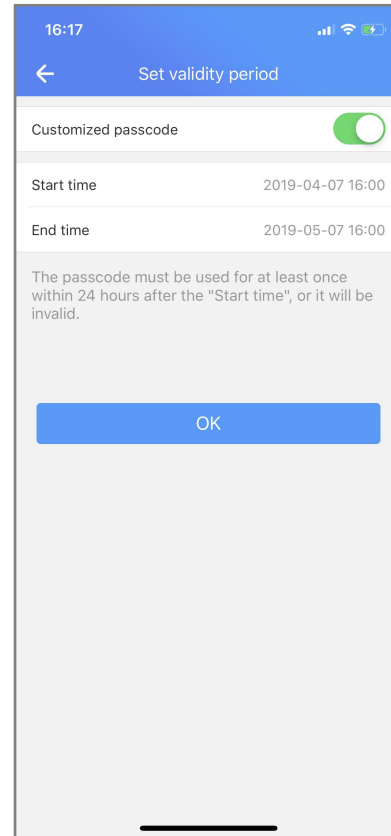 16:17
Set validity period
Customized passcode
Start time 2019-04-07 16:00
End time 2019-05-07 16:00
The passcode must be used for at least once
within 24 hours after the "Start time", or it will be
invalid.
OK